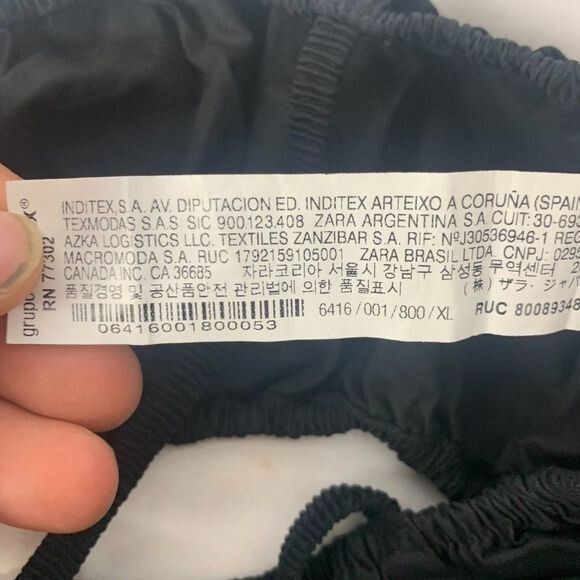 INDITEX,S.A. AV. DIPUTACION ED. INDITEX ARTEIXO A CORUÑA (SPAIN
TEXMODAS S.A.S SIC 900.123.408 ZARA ARGENTINA S.A. CUIT: 30-690
AZKA LOGISTICS LLC. TEXTILES ZANZIBAR S.A. RIF: NºJ30536946-1 REG
MACROMODA S.A. RUC 1792159105001 ZARA BRASIL LTDA. CNPJ: 0295
CANADA INC. CA 36685 자라코리아 서울시 강남구 삼성동 무역센터
품질경영 및 공산품안전 관리법에 의한 품질표시 (株) ザラ・ジャパ
06416001800053 6416/001/800/XL RUC 80089348
RN 77302